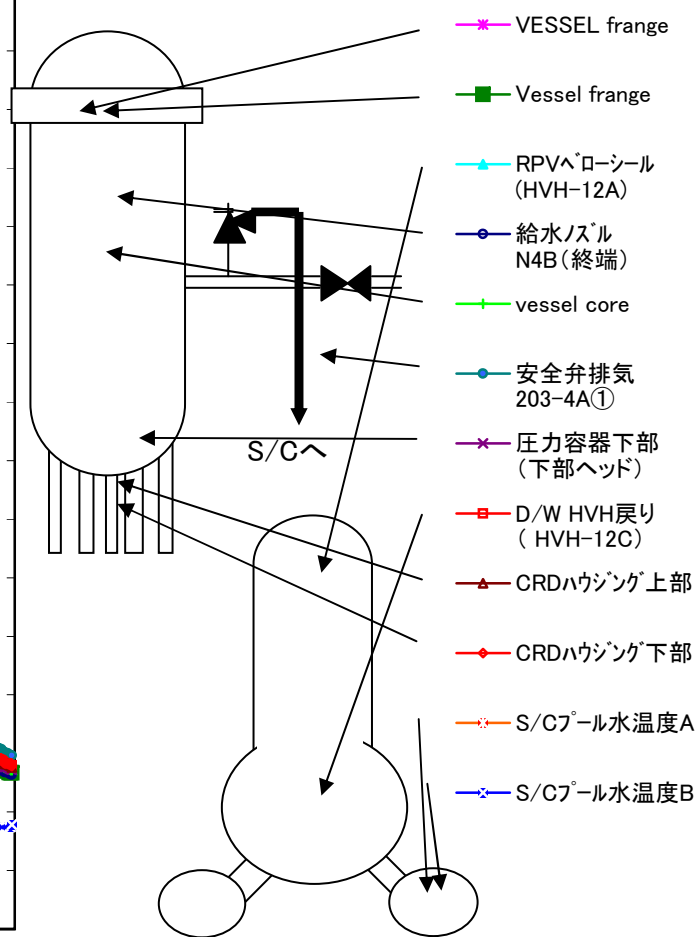 VESSEL frange
Vessel frange
RPVﾍﾞﾛｰｼｰﾙ
(HVH-12A)
給水ﾉｽﾞﾙ
N4B(終端)
vessel core
安全弁排気
203-4A①
圧力容器下部
(下部ヘッド)
D/W HVH戻り
( HVH-12C)
CRDﾊｳｼﾞﾝｸﾞ上部
CRDﾊｳｼﾞﾝｸﾞ下部
S/Cﾌﾟｰﾙ水温度A
S/Cﾌﾟｰﾙ水温度B
S/Cへ